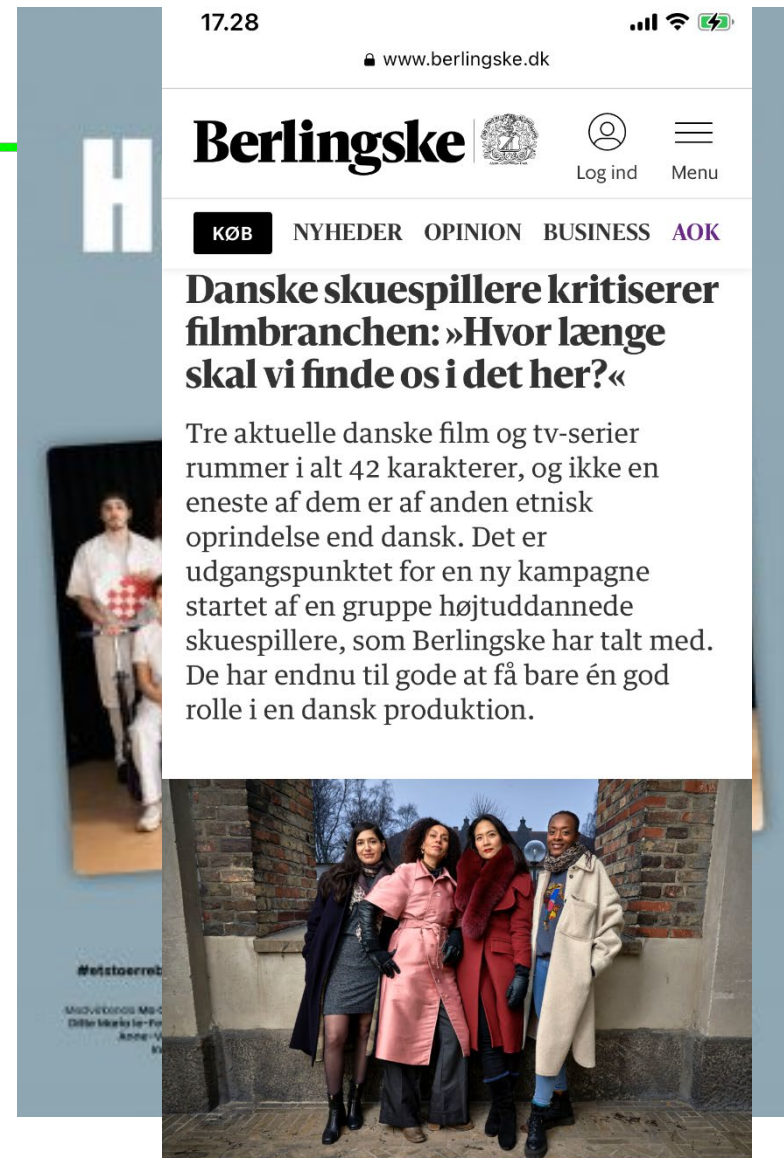 17.28
www.berlingske.dk
H
Berlingske
Log ind
Menu
KØB NYHEDER OPINION BUSINESS AOK
Danske skuespillere kritiserer
filmbranchen: »Hvor længe
skal vi finde os i det her?«
Tre aktuelle danske film og tv-serier
rummer i alt 42 karakterer, og ikke en
eneste af dem er af anden etnisk
oprindelse end dansk. Det er
udgangspunktet for en ny kampagne
startet af en gruppe højtuddannede
skuespillere, som Berlingske har talt med.
De har endnu til gode at få bare én god
rolle i en dansk produktion.
#etstoerreb
Medvirkende